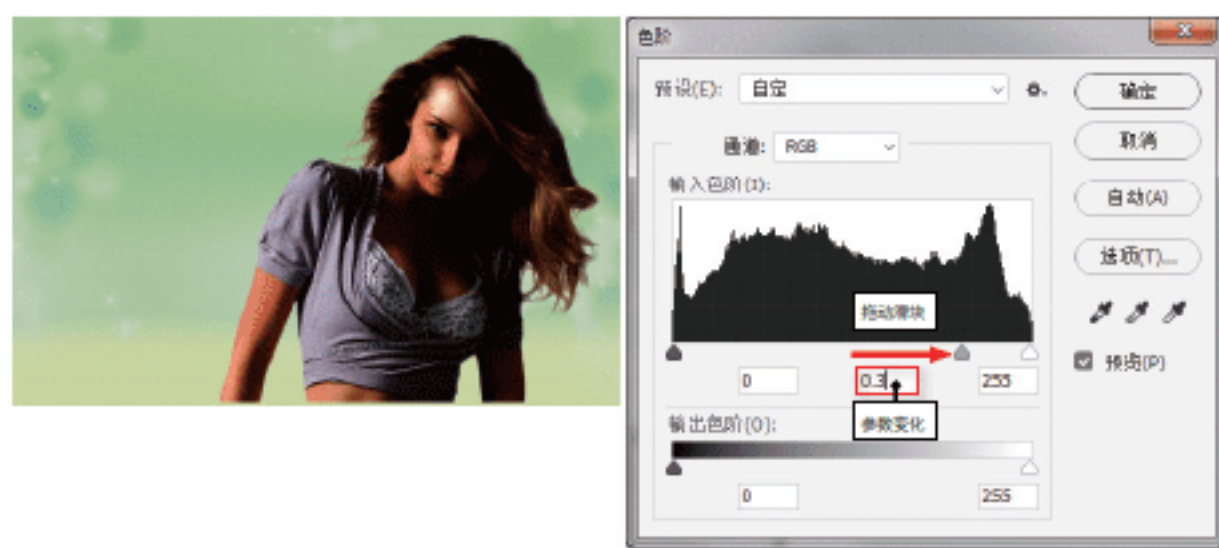 色阶
预设(E): 自定
确定
通道: RGB
取消
输入色阶(I):
自动(A)
选项(T)...
拖动滑块
预览(P)
0 0.3 255
输出色阶(O):
参数变化
0 255